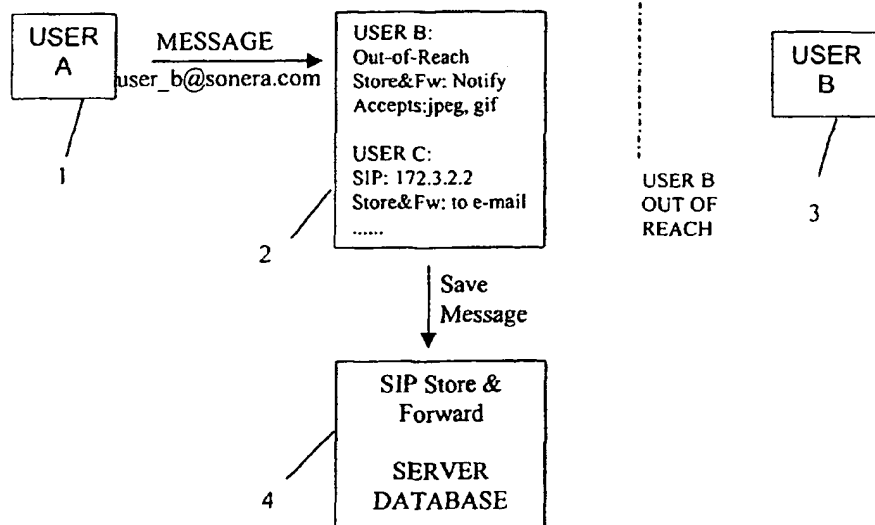 USER
A
MESSAGE
user_b@sonera.com
1
USER B:
Out-of-Reach
Store&Fw: Notify
Accepts:jpeg, gif
USER C:
SIP: 172.3.2.2
Store&Fw: to e-mail
......
2
USER B
OUT OF
REACH
USER
B
3
Save
Message
SIP Store &
Forward
SERVER
DATABASE
4